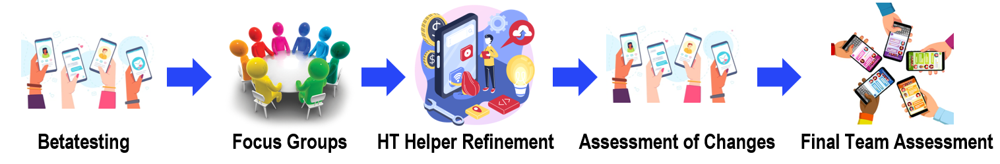 Betatesting
Focus Groups
HT Helper Refinement
Assessment of Changes
Final Team Assessment